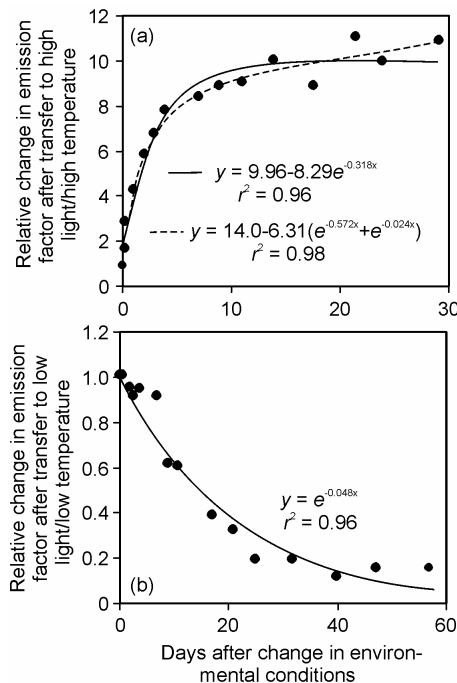 (a)
Relative change in emission
factor after transfer to high
light/high temperature
12
10
8
6
4
2
0
y = 9.96-8.29e^-0.318x
r² = 0.96
y = 14.0-6.31(e^-0.572x+e^-0.024x)
r² = 0.98
0 10 20 30
Relative change in emission
factor after transfer to low
light/low temperature
1.2
1.0
0.8
0.6
0.4
0.2
0
y = e^-0.048x
r² = 0.96
(b)
0 20 40 60
Days after change in environ-
mental conditions